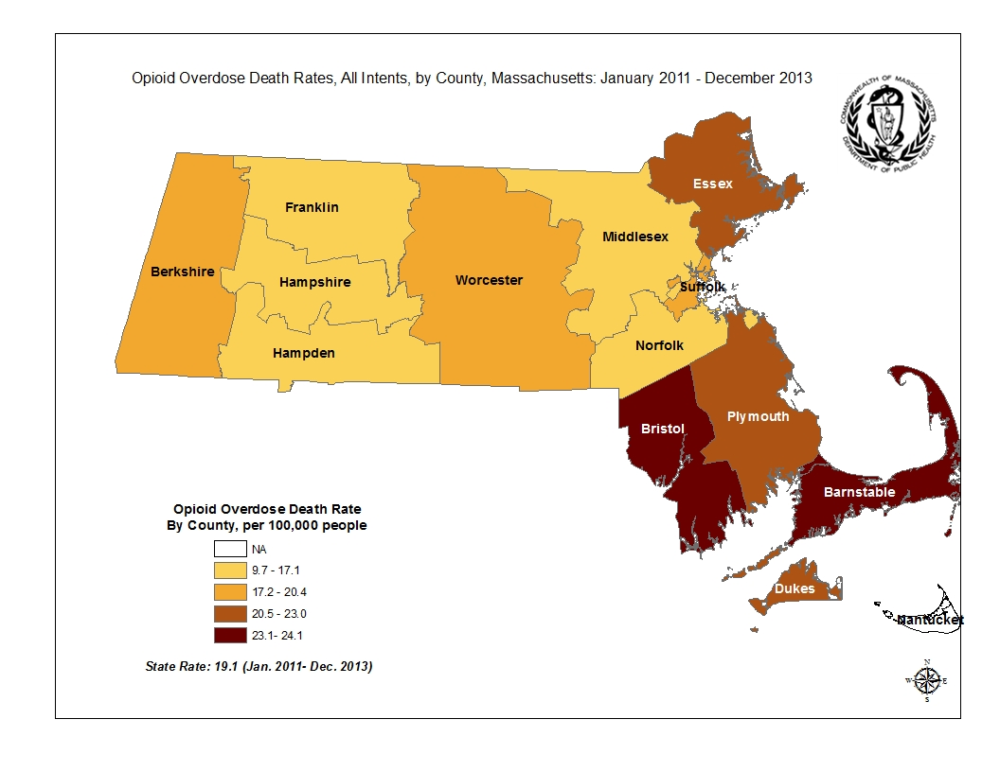 Opioid Overdose Death Rates, All Intents, by County, Massachusetts: January 2011 - December 2013
COMMONWEALTH OF MASSACHUSETTS
DEPARTMENT OF PUBLIC HEALTH
Essex
Franklin
Middlesex
Berkshire
Hampshire
Worcester
Suffolk
Norfolk
Hampden
Plymouth
Bristol
Barnstable
Dukes
Nantucket
Opioid Overdose Death Rate
By County, per 100,000 people
NA
9.7 - 17.1
17.2 - 20.4
20.5 - 23.0
23.1- 24.1
State Rate: 19.1 (Jan. 2011- Dec. 2013)
N
W E
S